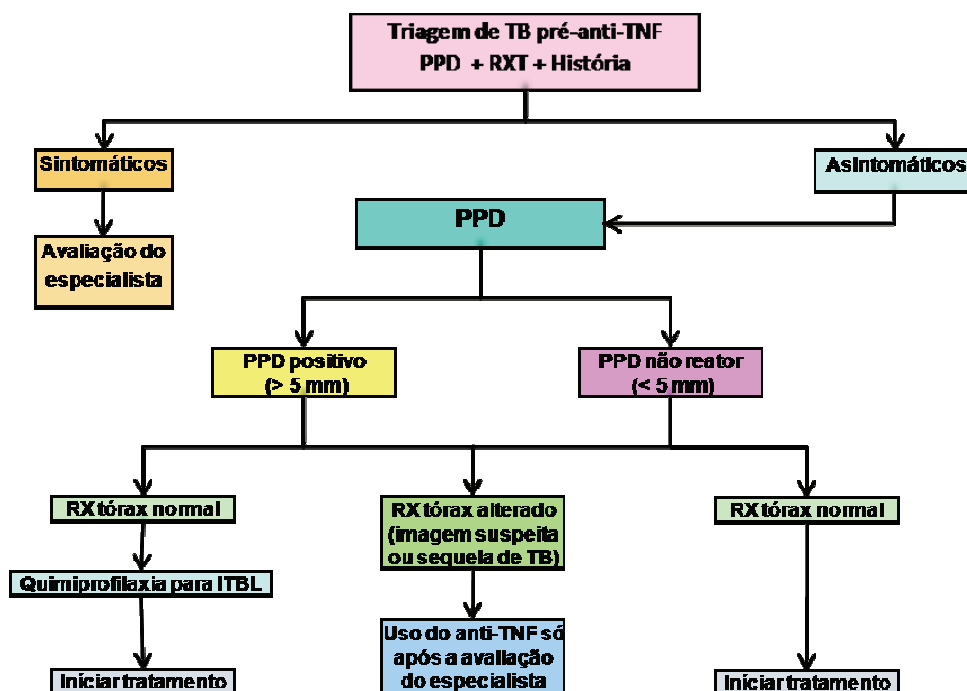 Triagem de TB pré-anti-TNF
PPD + RXT + História
Sintomáticos
Asintomáticos
Avaliação do
especialista
PPD
PPD positivo
(> 5 mm)
PPD não reator
(< 5 mm)
RX tórax normal
RX tórax alterado
(imagem suspeita
ou sequela de TB)
RX tórax normal
Quimiprofilaxia para ITBL
Iniciar tratamento
Uso do anti-TNF só
após a avaliação
do especialista
Iniciar tratamento